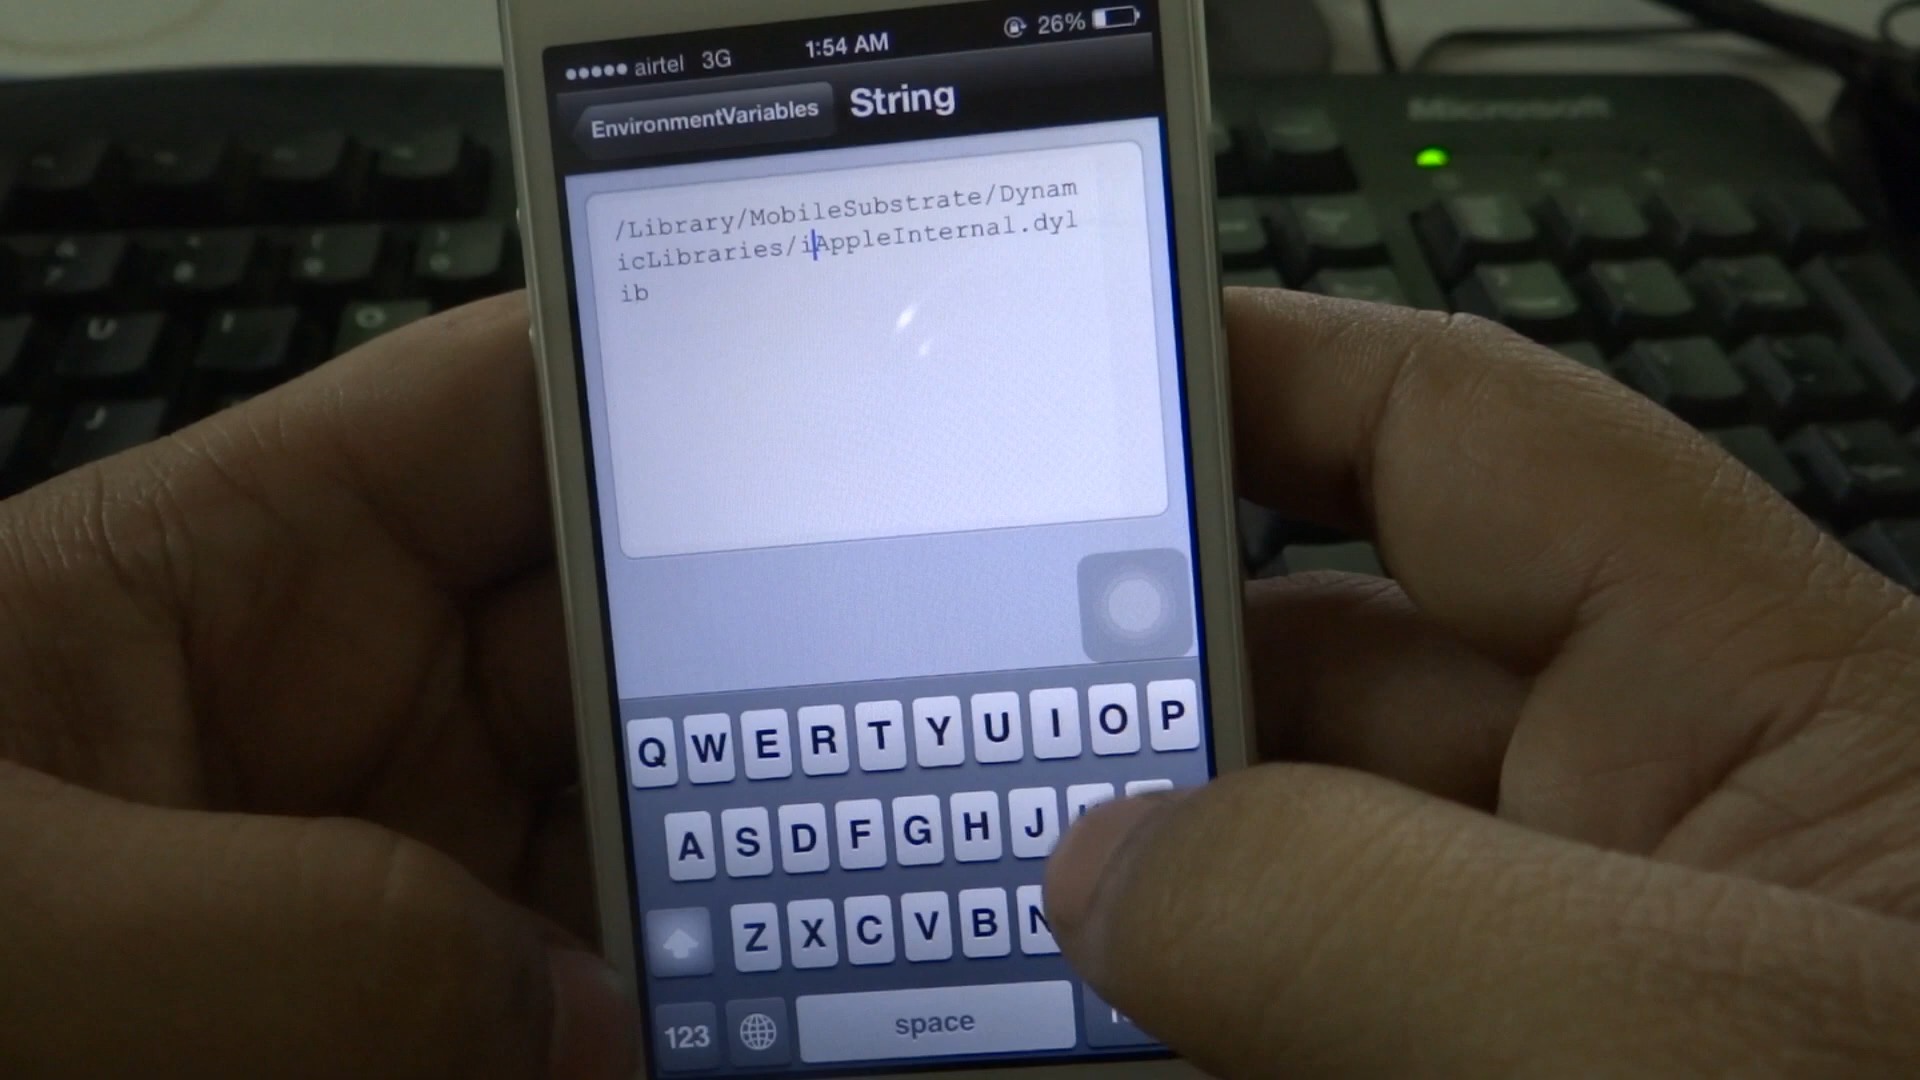 airtel 3G 1:54 AM 26%
EnvironmentVariables String
/Library/MobileSubstrate/Dynam
icLibraries/iAppleInternal.dyl
ib
Q W E R T Y U I O P
A S D F G H J
Z X C V B N
123 space
Microsoft
U I O
J